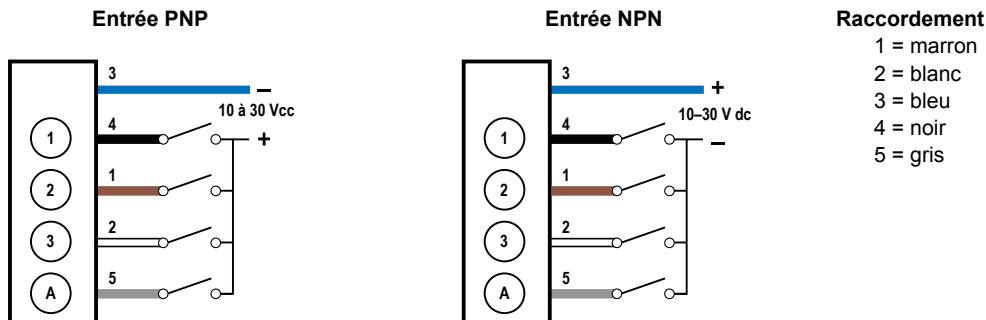 Entrée PNP
3
–
10 à 30 Vcc
1
4
+
2
1
3
2
A
5
Entrée NPN
3
+
10–30 V dc
1
4
–
2
1
3
2
A
5
Raccordement
1 = marron
2 = blanc
3 = bleu
4 = noir
5 = gris